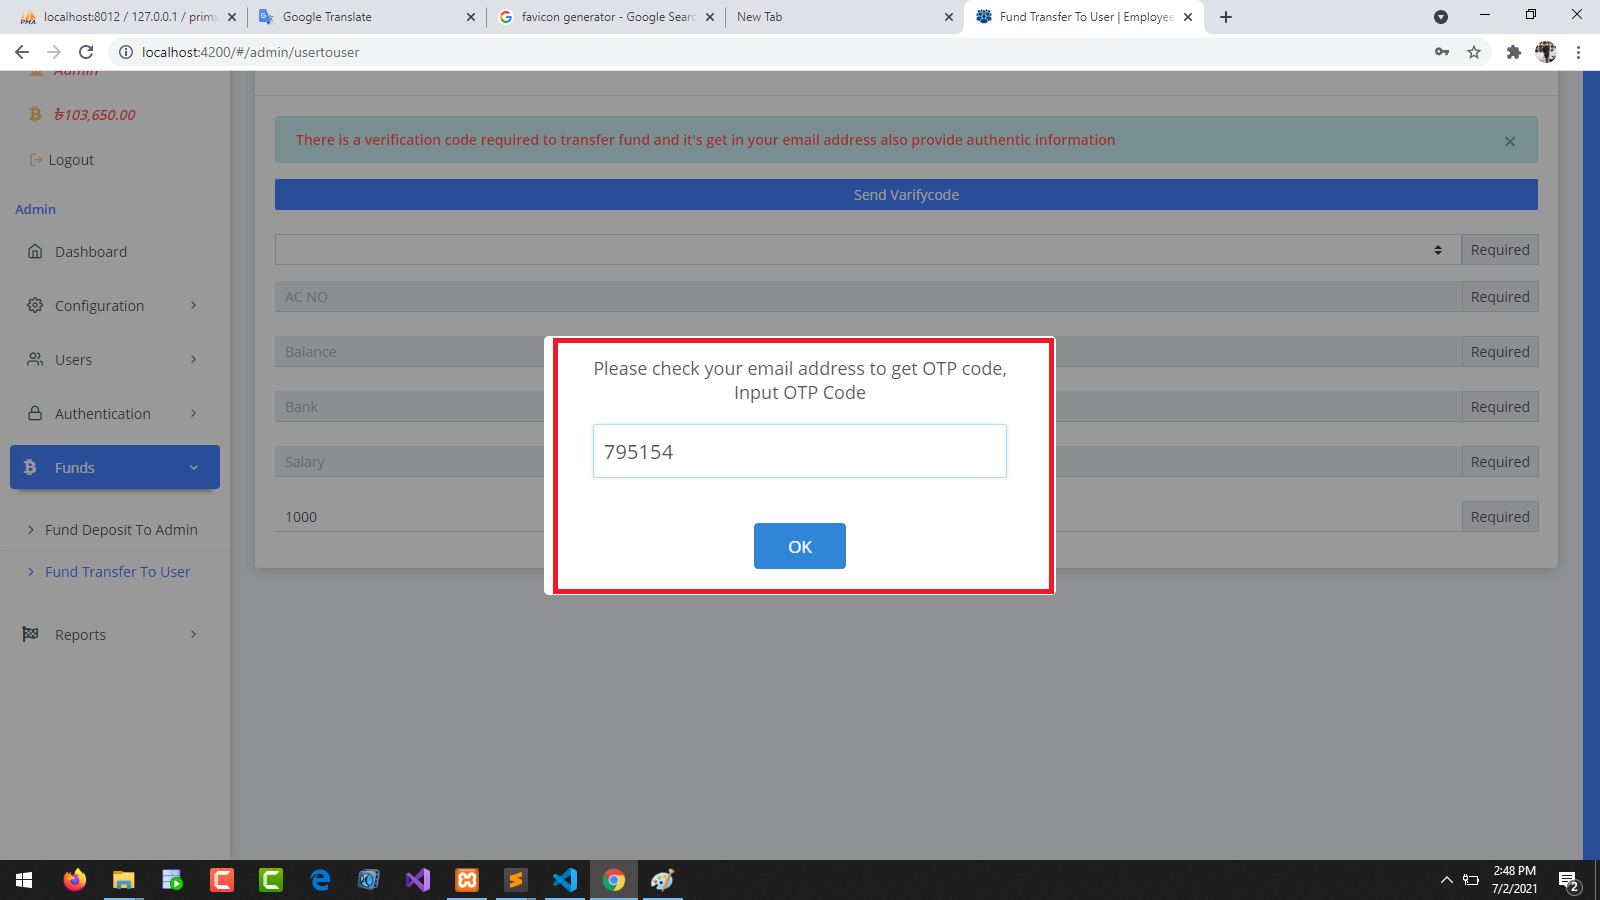 localhost:8012 / 127.0.0.1 / prim
Google Translate
favicon generator - Google Sear
New Tab
Fund Transfer To User | Employee
localhost:4200/#/admin/usertouser
Admin
₺103,650.00
Logout
Admin
Dashboard
Configuration
Users
Authentication
Funds
Fund Deposit To Admin
Fund Transfer To User
Reports
There is a verification code required to transfer fund and it's get in your email address also provide authentic information
Send Varifycode
Required
AC NO Required
Balance Required
Bank Required
Salary Required
1000 Required
Please check your email address to get OTP code,
Input OTP Code
795154
OK
2:48 PM
7/2/2021
2